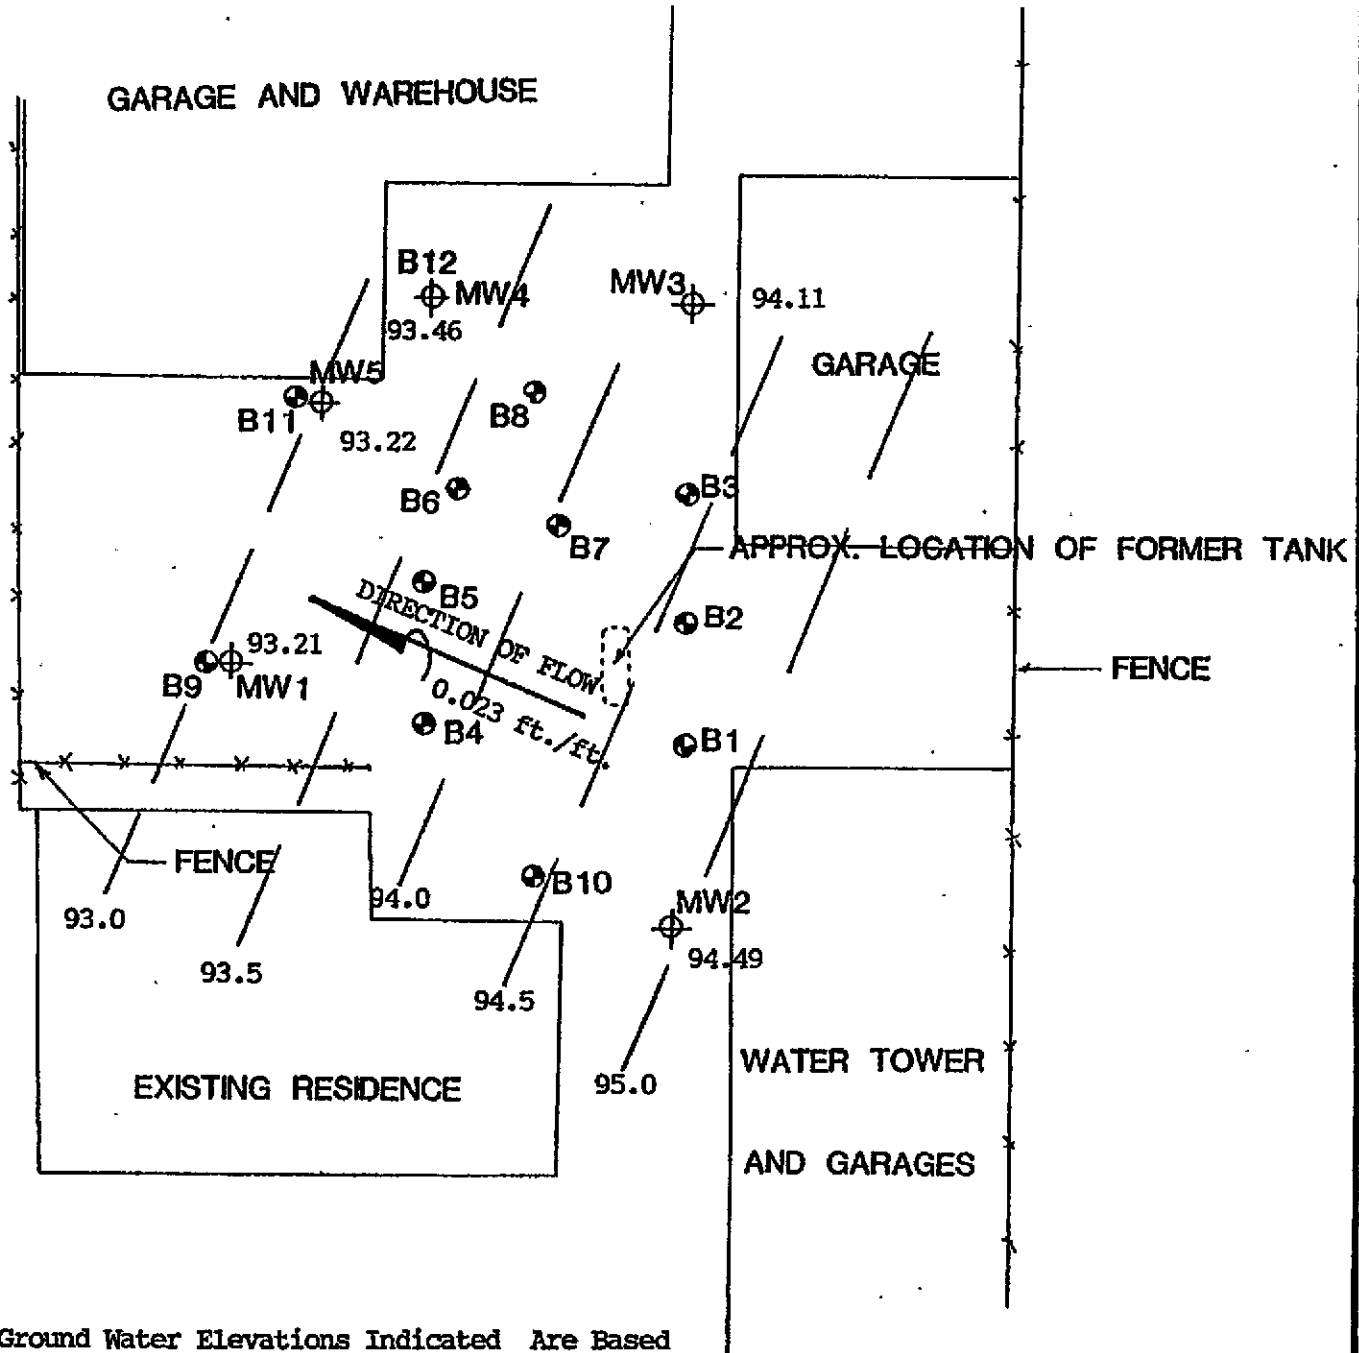 GARAGE AND WAREHOUSE
B12
MW4
93.46
MW3
94.11
GARAGE
MW5
B11
93.22
B8
B6
B3
B7
APPROX. LOCATION OF FORMER TANK
B5
DIRECTION OF FLOW
0.023 ft./ft.
B2
93.21
B9
MW1
FENCE
B4
B1
FENCE
93.0
94.0
B10
MW2
94.49
93.5
94.5
95.0
EXISTING RESIDENCE
WATER TOWER
AND GARAGES
Ground Water Elevations Indicated Are Based